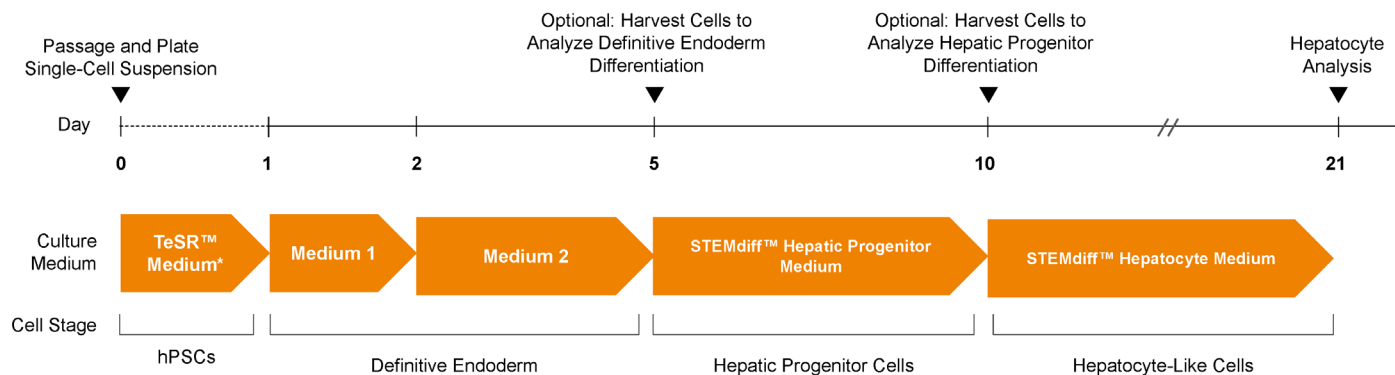 Passage and Plate
Single-Cell Suspension
Optional: Harvest Cells to
Analyze Definitive Endoderm
Differentiation
Optional: Harvest Cells to
Analyze Hepatic Progenitor
Differentiation
Hepatocyte
Analysis
Day
0
1
2
5
10
21
Culture
Medium
TeSR™
Medium*
Medium 1
Medium 2
STEMdiff™ Hepatic Progenitor
Medium
STEMdiff™ Hepatocyte Medium
Cell Stage
hPSCs
Definitive Endoderm
Hepatic Progenitor Cells
Hepatocyte-Like Cells